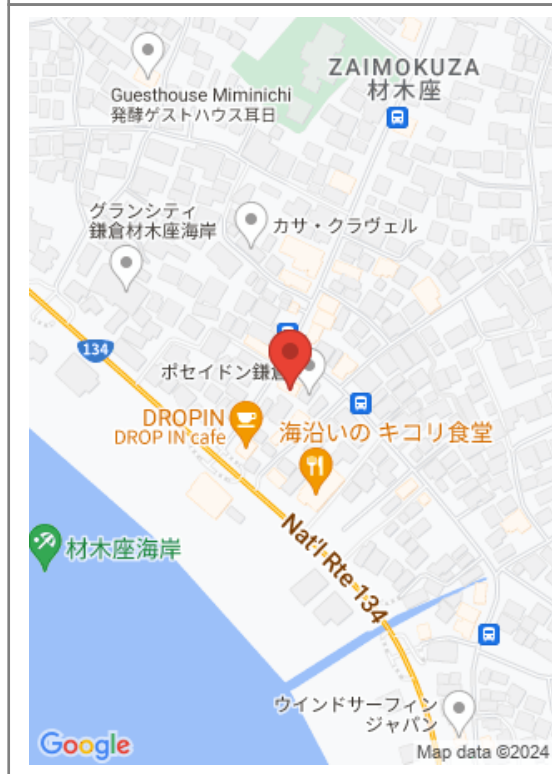 ZAIMOKUZA
材木座
Guesthouse Miminichi
発酵ゲストハウス耳日
グランシティ
鎌倉材木座海岸
カサ・クラヴェル
134
ポセイドン鎌倉
DROPIN
DROP IN cafe
海沿いの キコリ食堂
Nat'l Rte 134
材木座海岸
ウインドサーフィン
ジャパン
Google
Map data ©2024